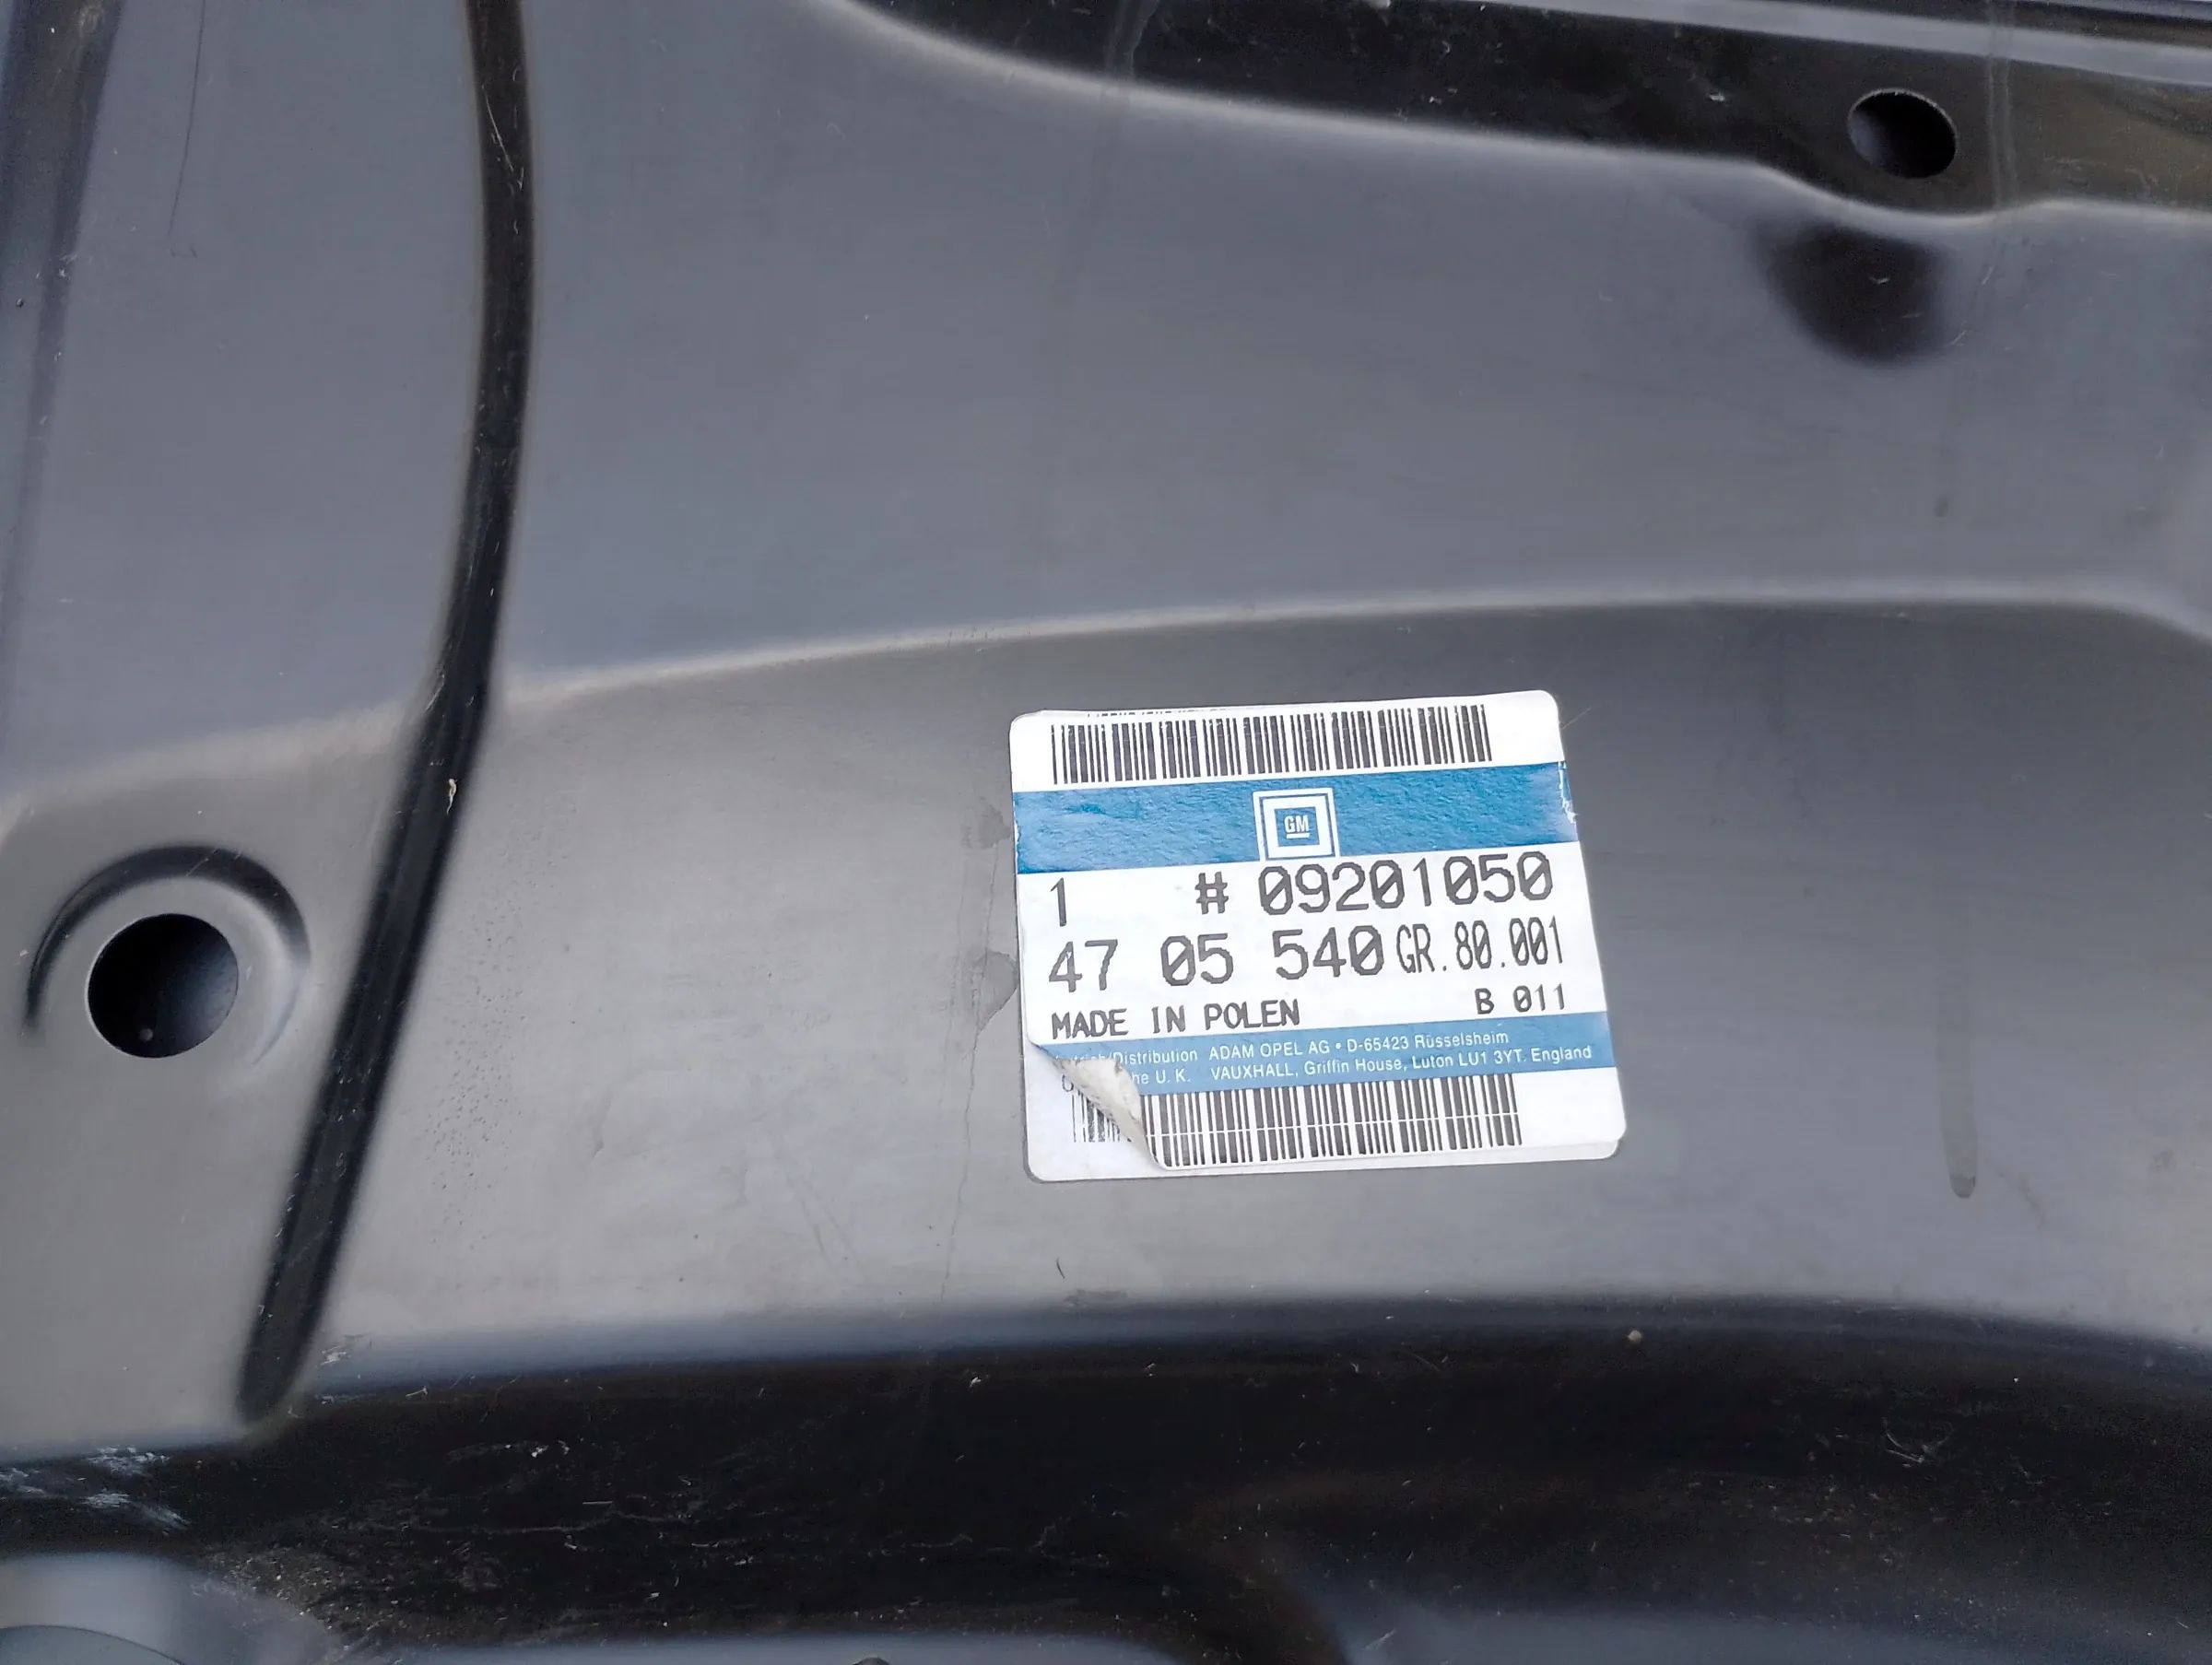 GM
1 # 09201050
47 05 540 GR. 80.001
MADE IN POLEN B 011
/Distribution ADAM OPEL AG • D-65423 Rüsselsheim
U. K. VAUXHALL, Griffin House, Luton LU1 3YT. England